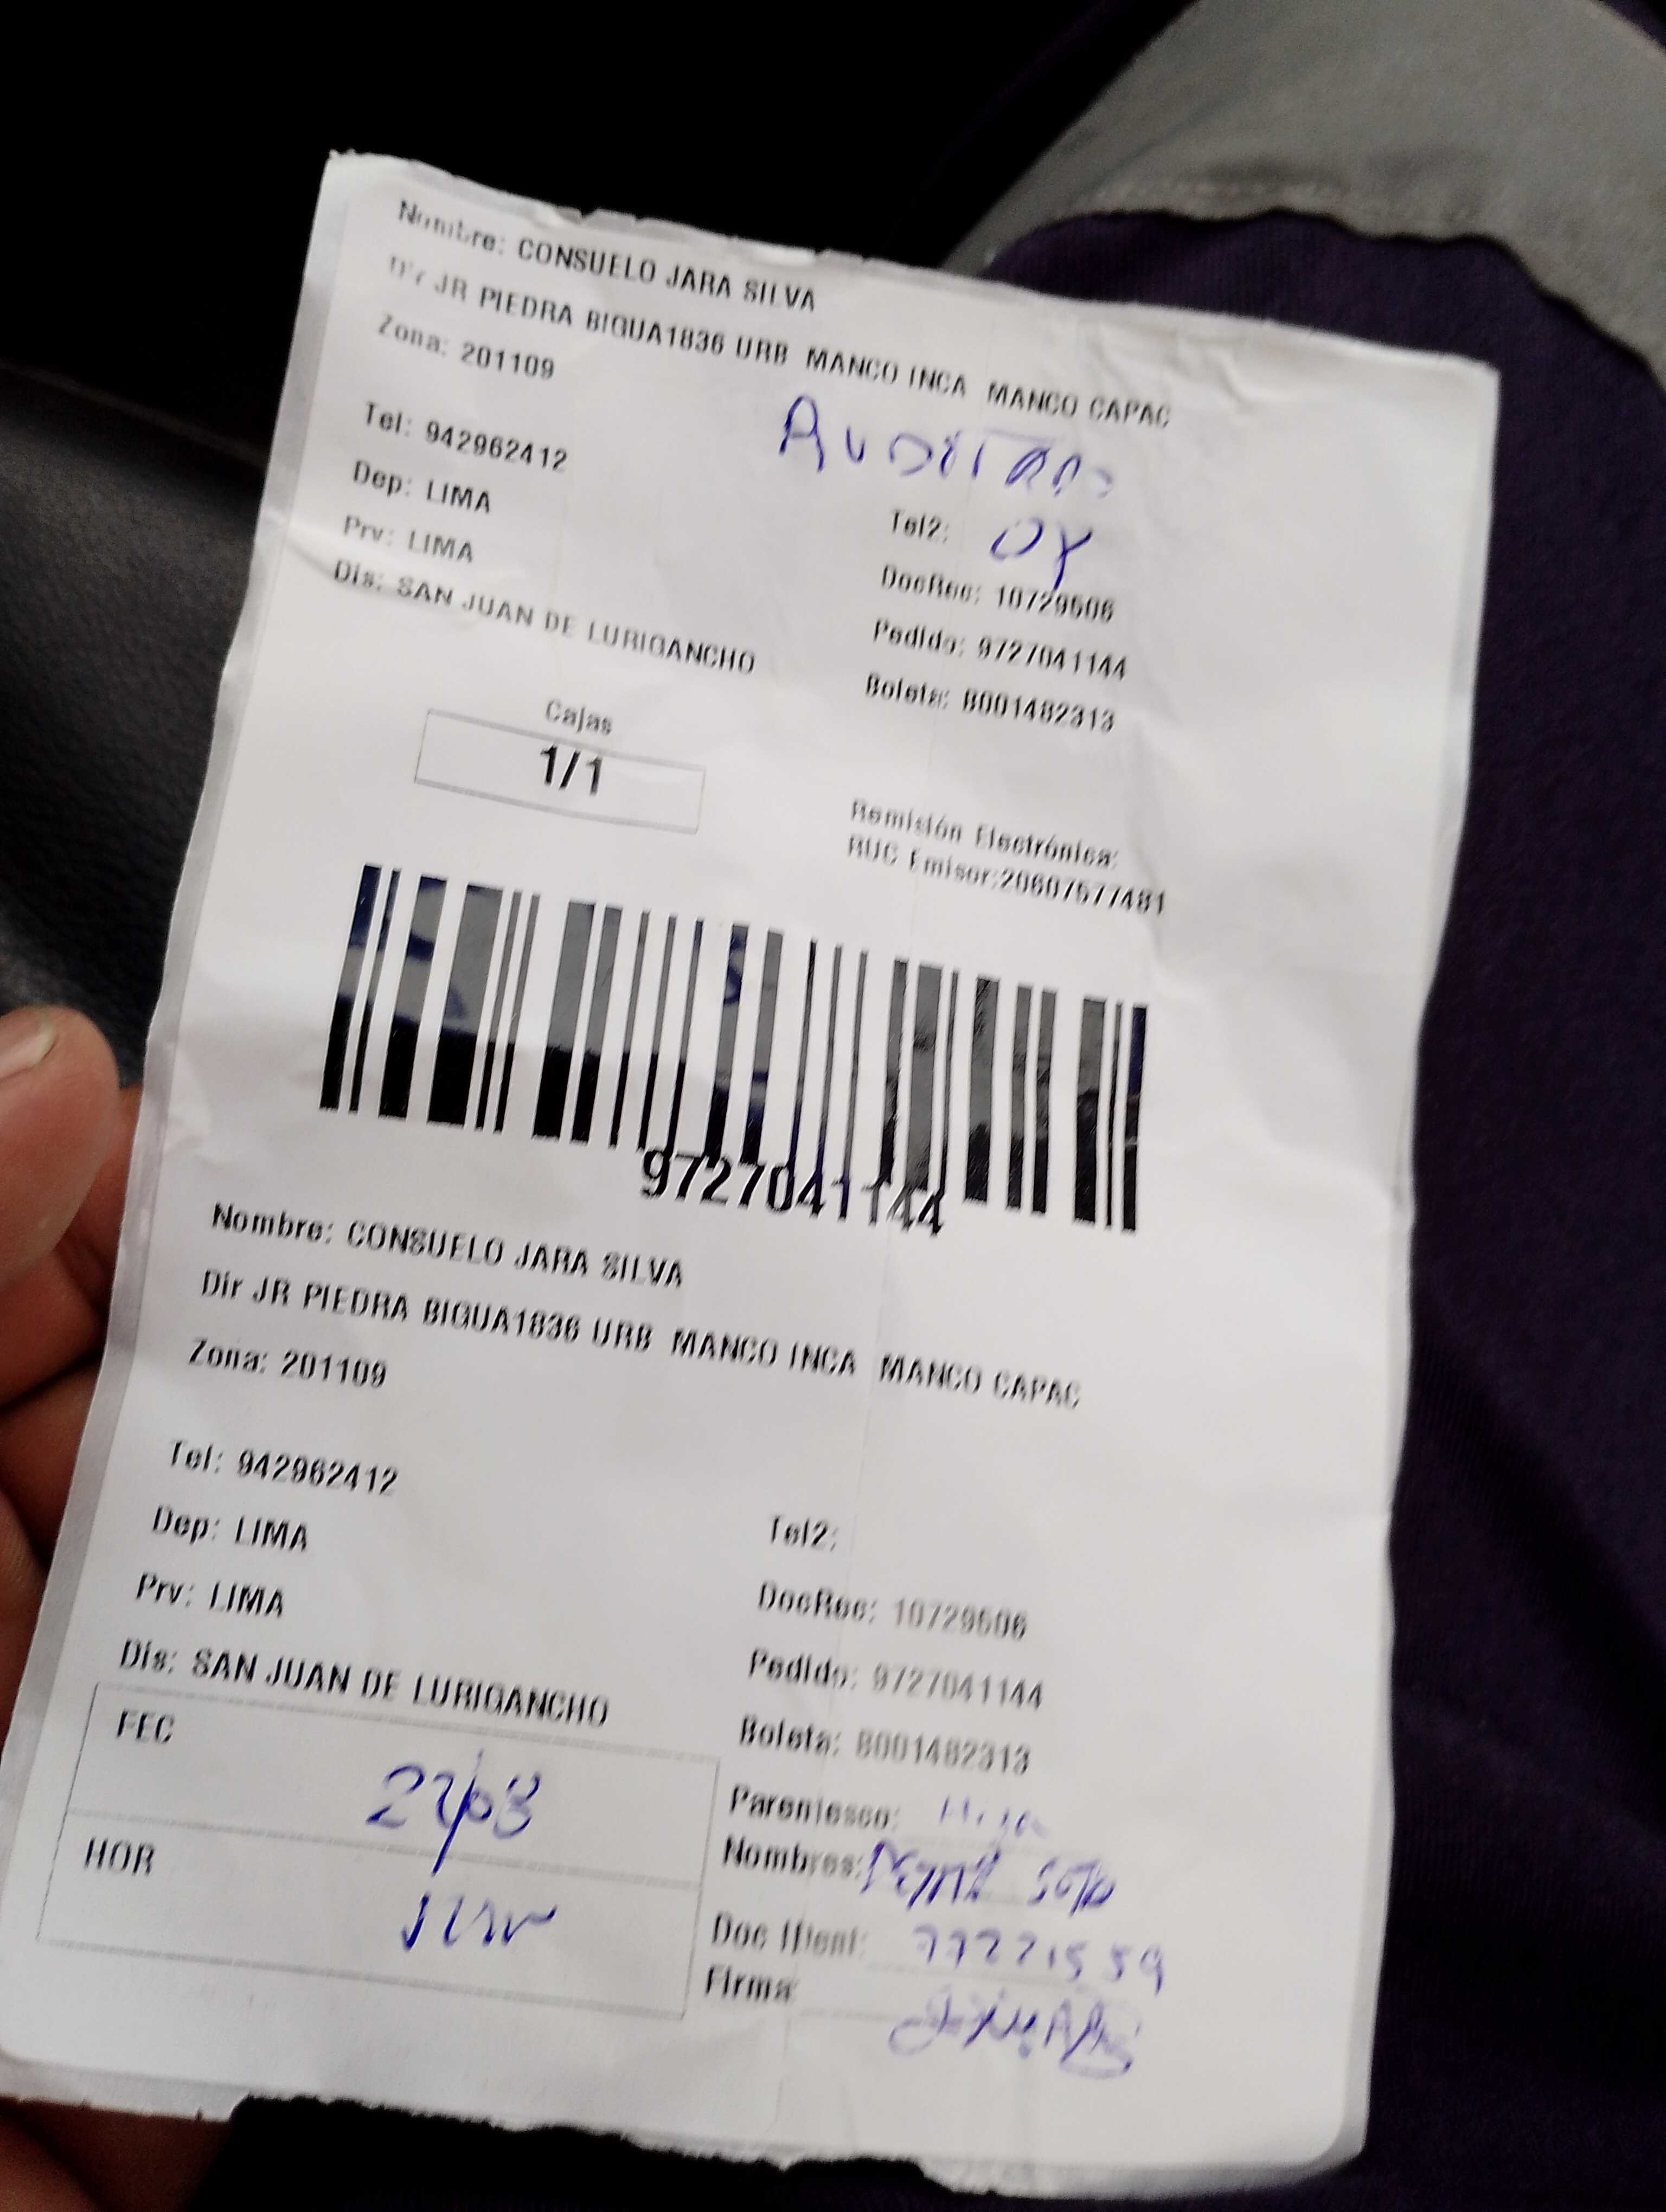 Nombre: CONSUELO JARA SILVA
Dir JR PIEDRA BIGUA1836 URB MANCO INCA MANCO CAPAC
Zona: 201109
Tel: 942962412
Dep: LIMA
Tel2:
Prv: LIMA
DocRec: 10729506
Dis: SAN JUAN DE LURIGANCHO
Pedido: 9727041144
Boleta: B001482313
Cajas
1/1
Remisión Electrónica:
RUC Emisor:20607577481
9727041144
Nombre: CONSUELO JARA SILVA
Dir JR PIEDRA BIGUA1836 URB MANCO INCA MANCO CAPAC
Zona: 201109
Tel: 942962412
Dep: LIMA
Tel2:
Prv: LIMA
DocRec: 10729506
Dis: SAN JUAN DE LURIGANCHO
Pedido: 9727041144
Boleta: B001482313
FEC
Parentesco: Hija
HOR
Nombres: Soto
Doc Ident: 77221559
Firma: